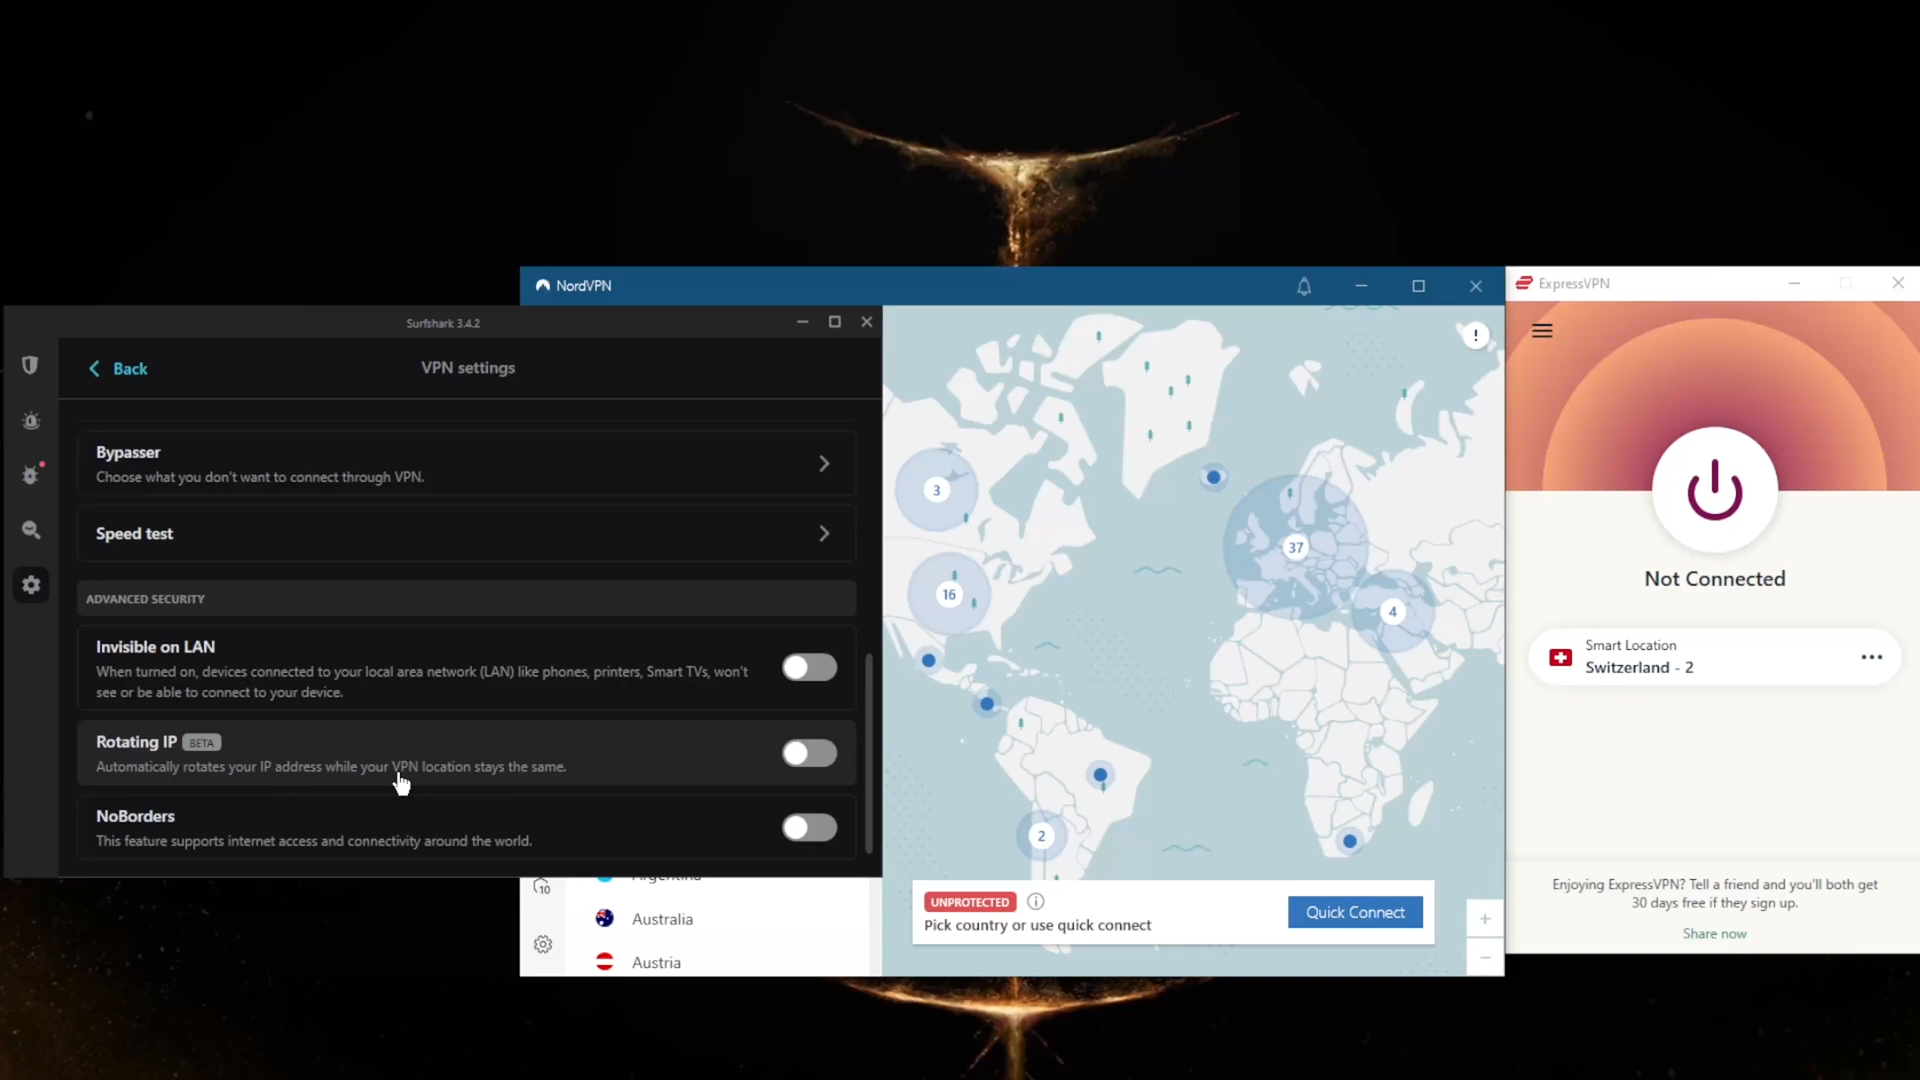 Surfshark 3.4.2
Back
VPN settings
Bypasser
Choose what you don't want to connect through VPN.
Speed test
ADVANCED SECURITY
Invisible on LAN
When turned on, devices connected to your local area network (LAN) like phones, printers, Smart TVs, won't
see or be able to connect to your device.
Rotating IP BETA
Automatically rotates your IP address while your VPN location stays the same.
NoBorders
This feature supports internet access and connectivity around the world.
NordVPN
!
3
37
16
4
2
10
Argentina
Australia
Austria
UNPROTECTED
Pick country or use quick connect
Quick Connect
+
−
ExpressVPN
Not Connected
Smart Location
Switzerland - 2
Enjoying ExpressVPN? Tell a friend and you'll both get
30 days free if they sign up.
Share now